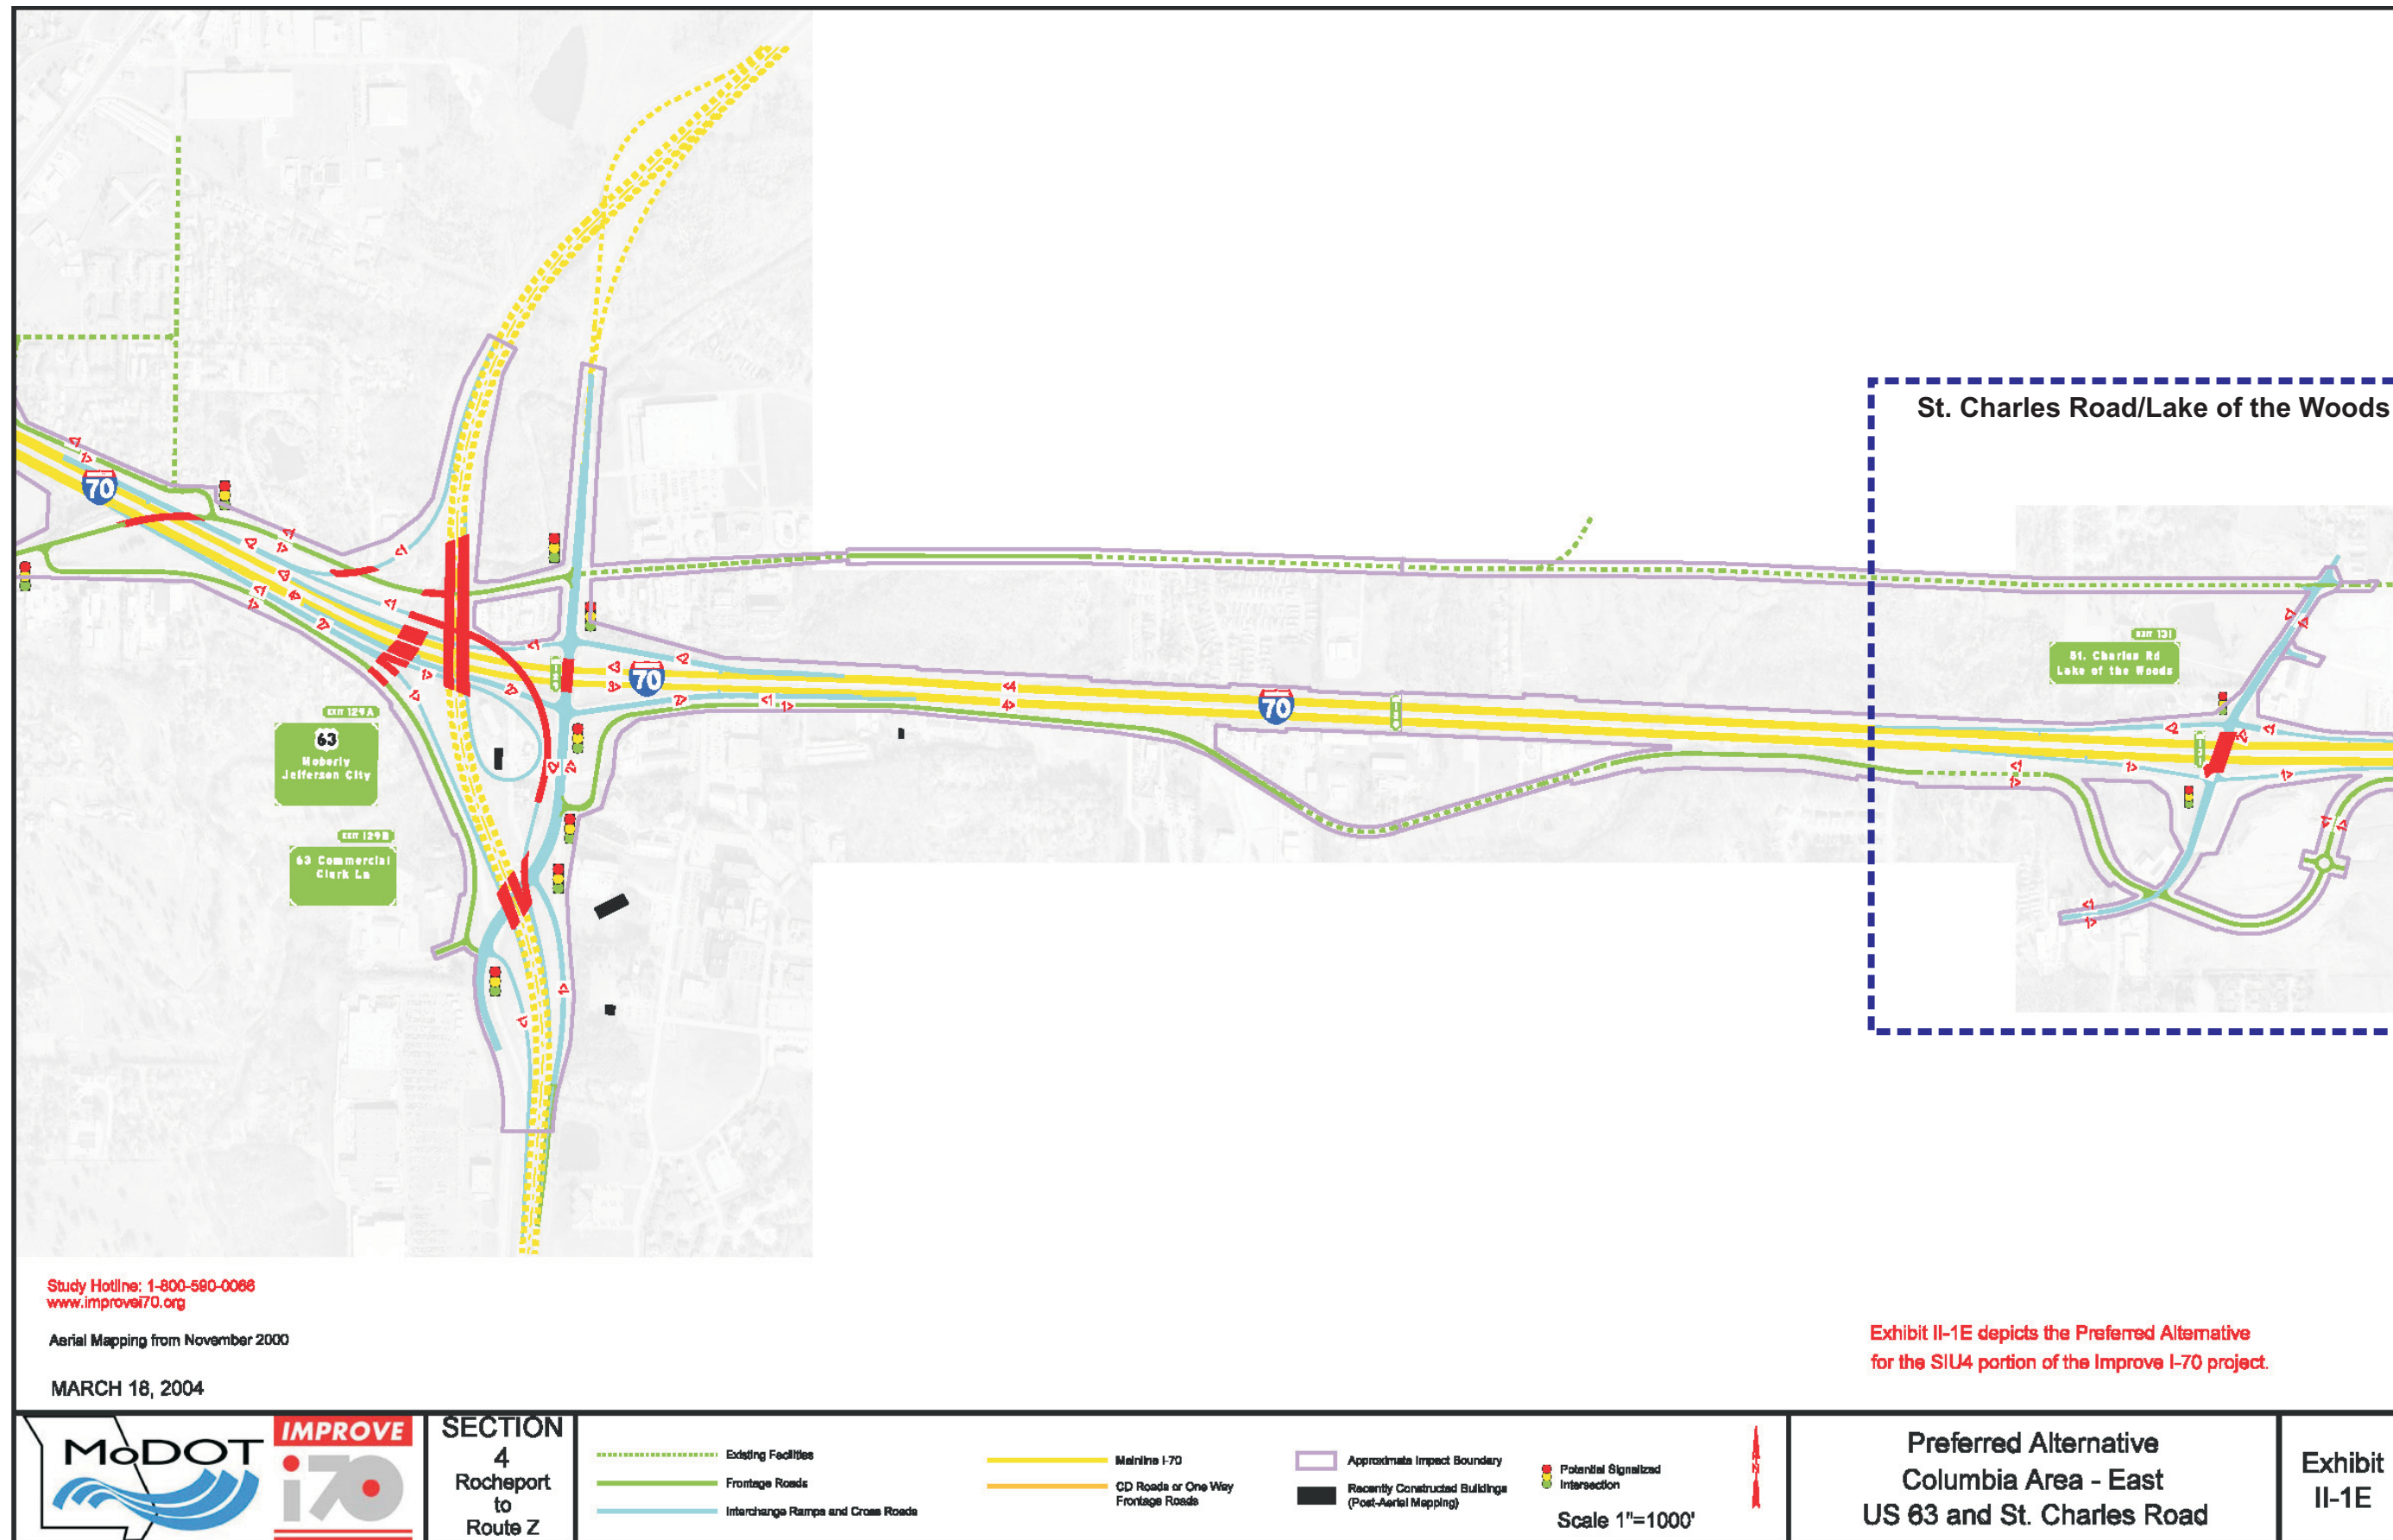 St. Charles Road/Lake of the Woods
70
EXIT 131
St. Charles Rd
Lake of the Woods
70
70
EXIT 129A
63
Moberly
Jefferson City
EXIT 129B
63 Commercial
Clark Ln
Study Hotline: 1-800-590-0066
www.improvei70.org
Aerial Mapping from November 2000
MARCH 18, 2004
Exhibit II-1E depicts the Preferred Alternative
for the SIU4 portion of the Improve I-70 project.
MoDOT
IMPROVE
i70
SECTION
4
Rocheport
to
Route Z
Existing Facilities
Frontage Roads
Interchange Ramps and Cross Roads
Mainline I-70
CD Roads or One Way
Frontage Roads
Approximate Impact Boundary
Recently Constructed Buildings
(Post-Aerial Mapping)
Potential Signalized
Intersection
Scale 1"=1000'
N
Preferred Alternative
Columbia Area - East
US 63 and St. Charles Road
Exhibit
II-1E